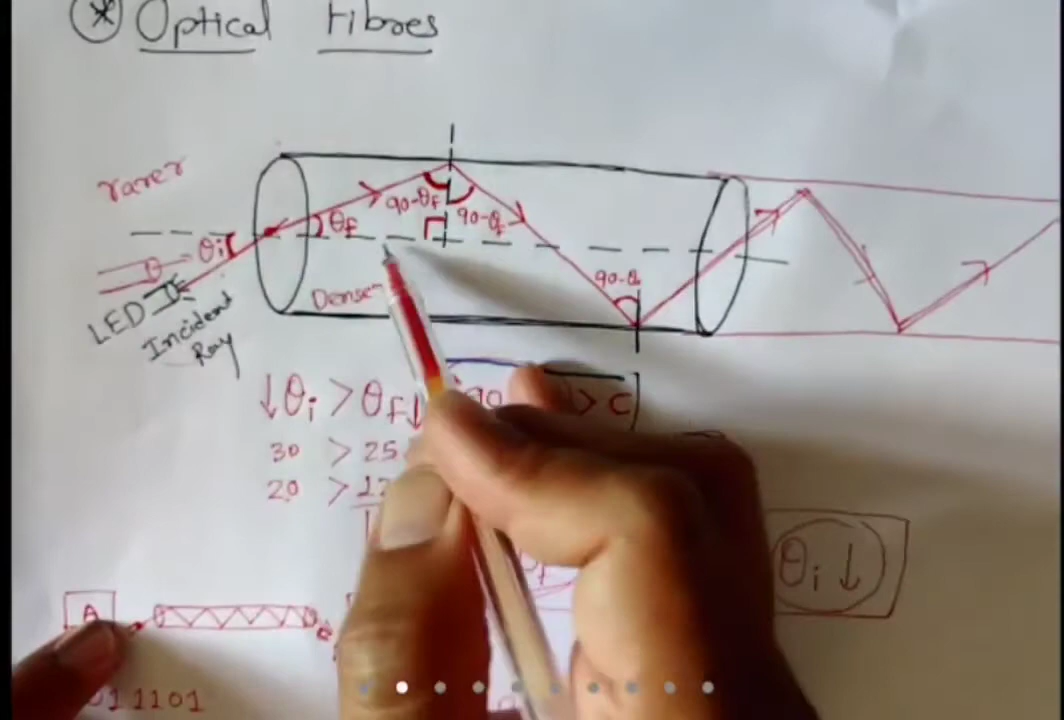 * Optical Fibres
rarer
θi
θf
90-θf
90-θf
90-θ
LED
Incident
Ray
Denser
↓θi > θf↓
90 > C
30 > 25
20 >
θi ↓
A
011101